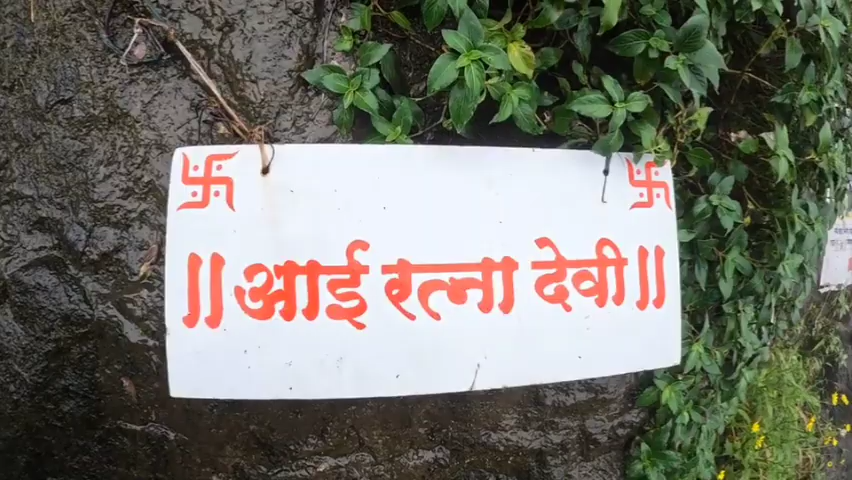 卐 卐
॥ आई रत्ना देवी ॥